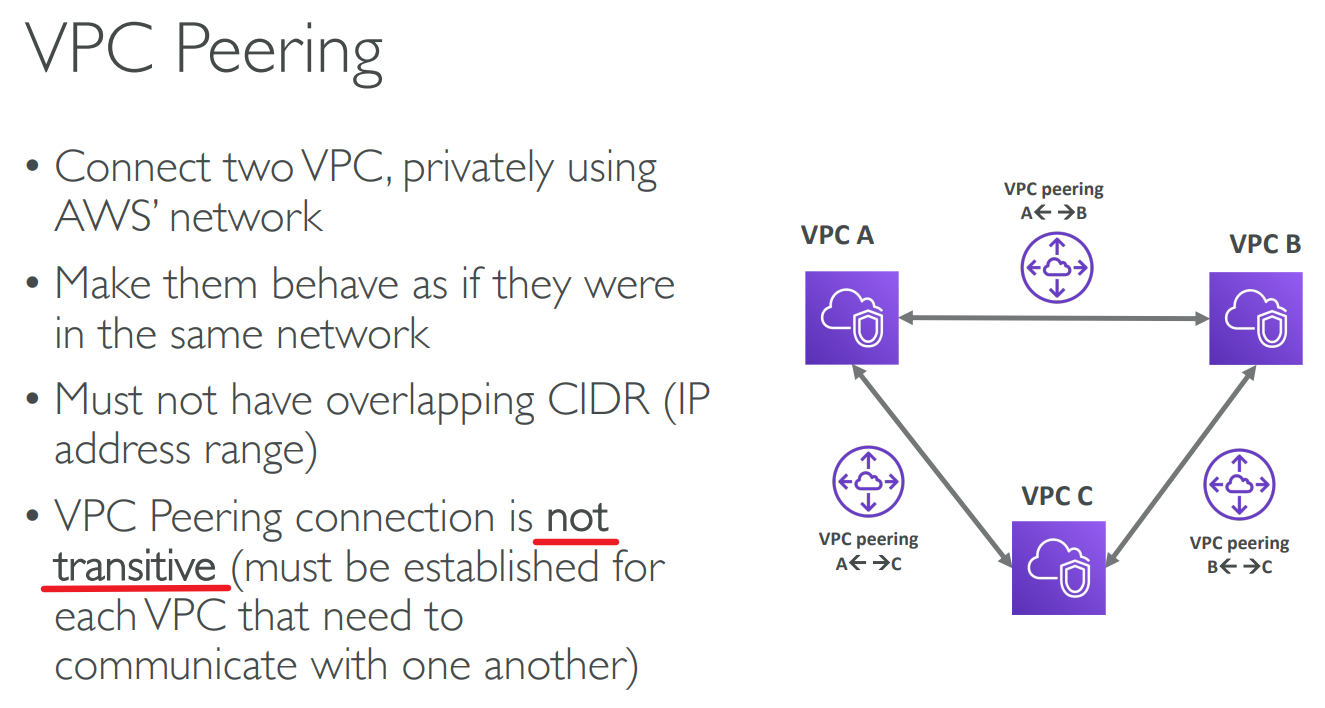 VPC Peering
• Connect two VPC, privately using
AWS’ network
• Make them behave as if they were
in the same network
• Must not have overlapping CIDR (IP
address range)
• VPC Peering connection is not
transitive (must be established for
each VPC that need to
communicate with one another)
VPC peering
A← →B
VPC A
VPC B
VPC peering
A← →C
VPC C
VPC peering
B← →C